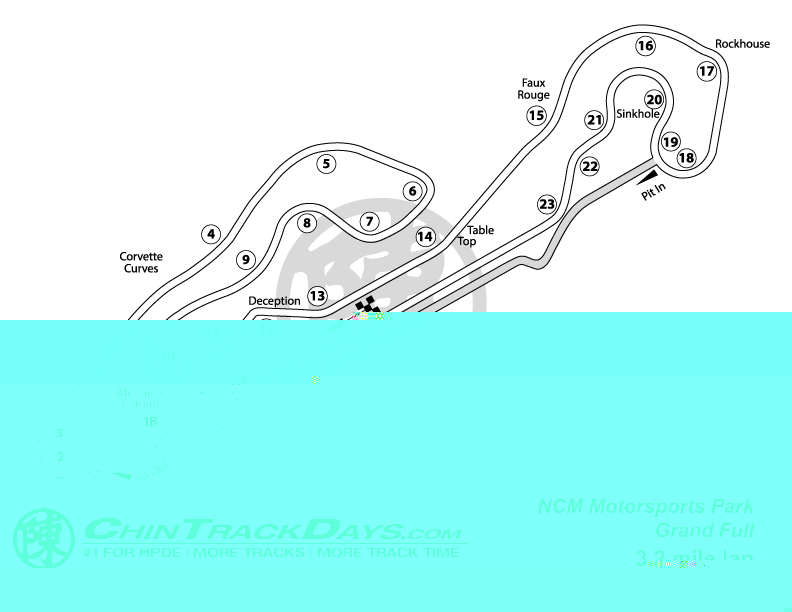 16
Rockhouse
17
Faux
Rouge
15
20
Sinkhole
21
19
18
22
Pit In
5
6
23
7
8
4
14
Table
Top
9
Corvette
Curves
Deception
13
18
3
2
NCM Motorsports Park
Grand Full
3.2 mile lap
陳
CHINTRACKDAYS.COM
#1 FOR HPDE | MORE TRACKS | MORE TRACK TIME